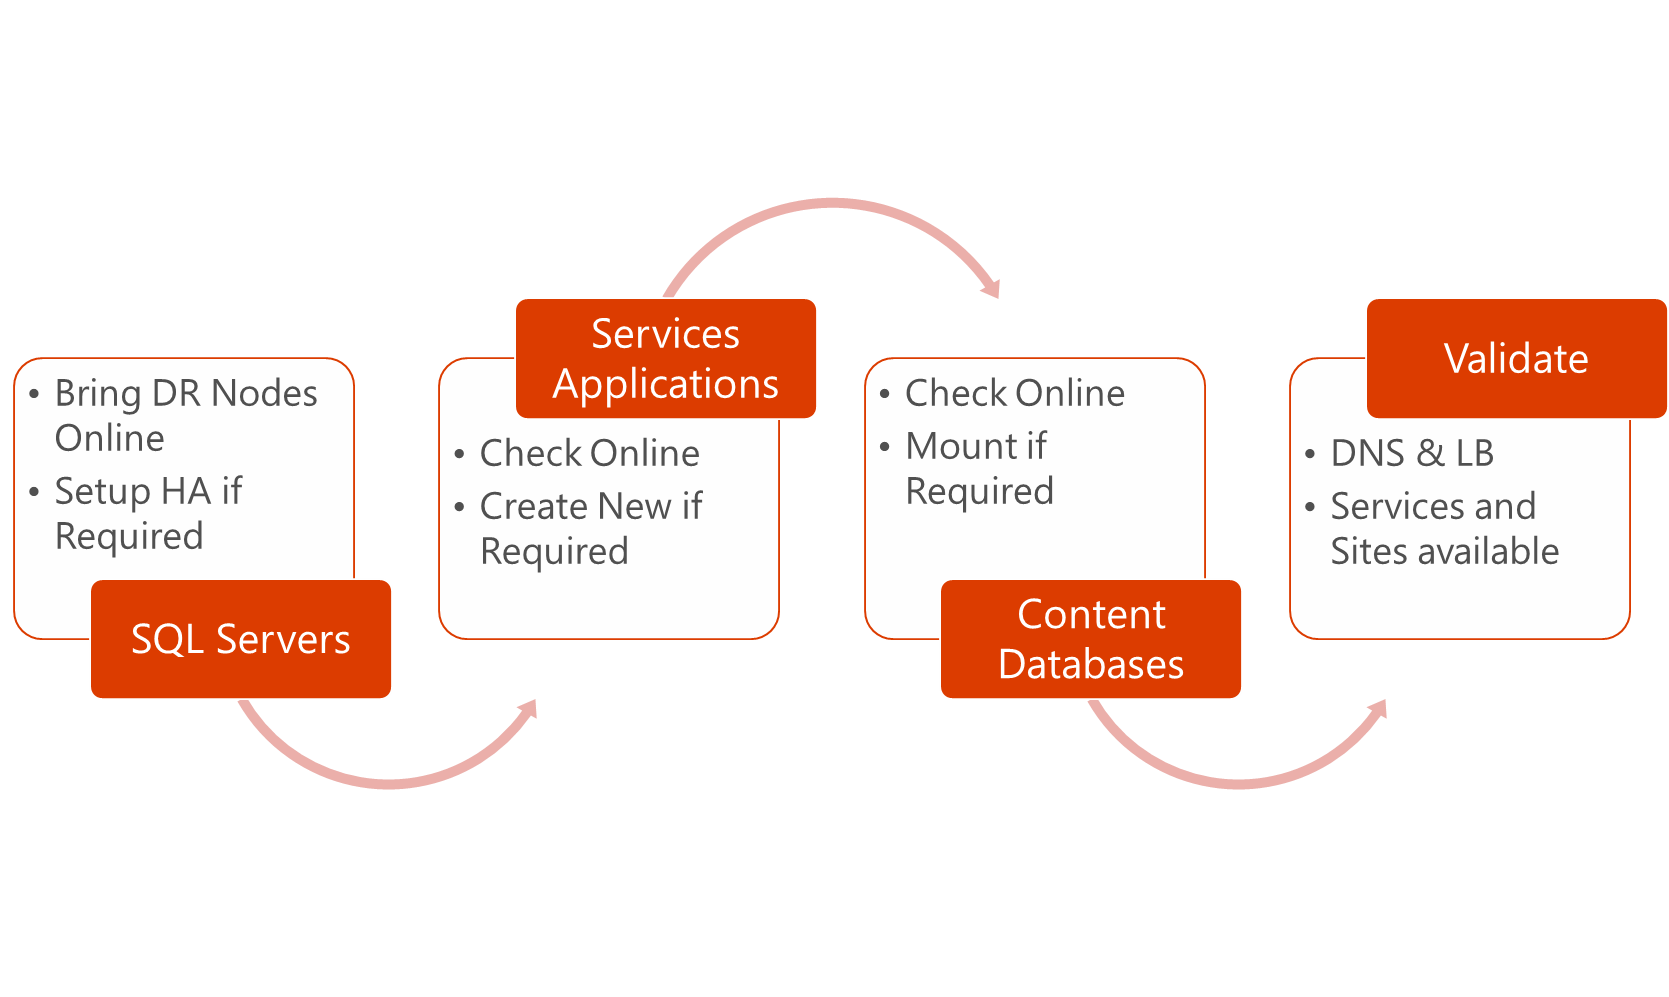 • Bring DR Nodes
Online
• Setup HA if
Required
SQL Servers
Services
Applications
• Check Online
• Create New if
Required
• Check Online
• Mount if
Required
Content
Databases
Validate
• DNS & LB
• Services and
Sites available